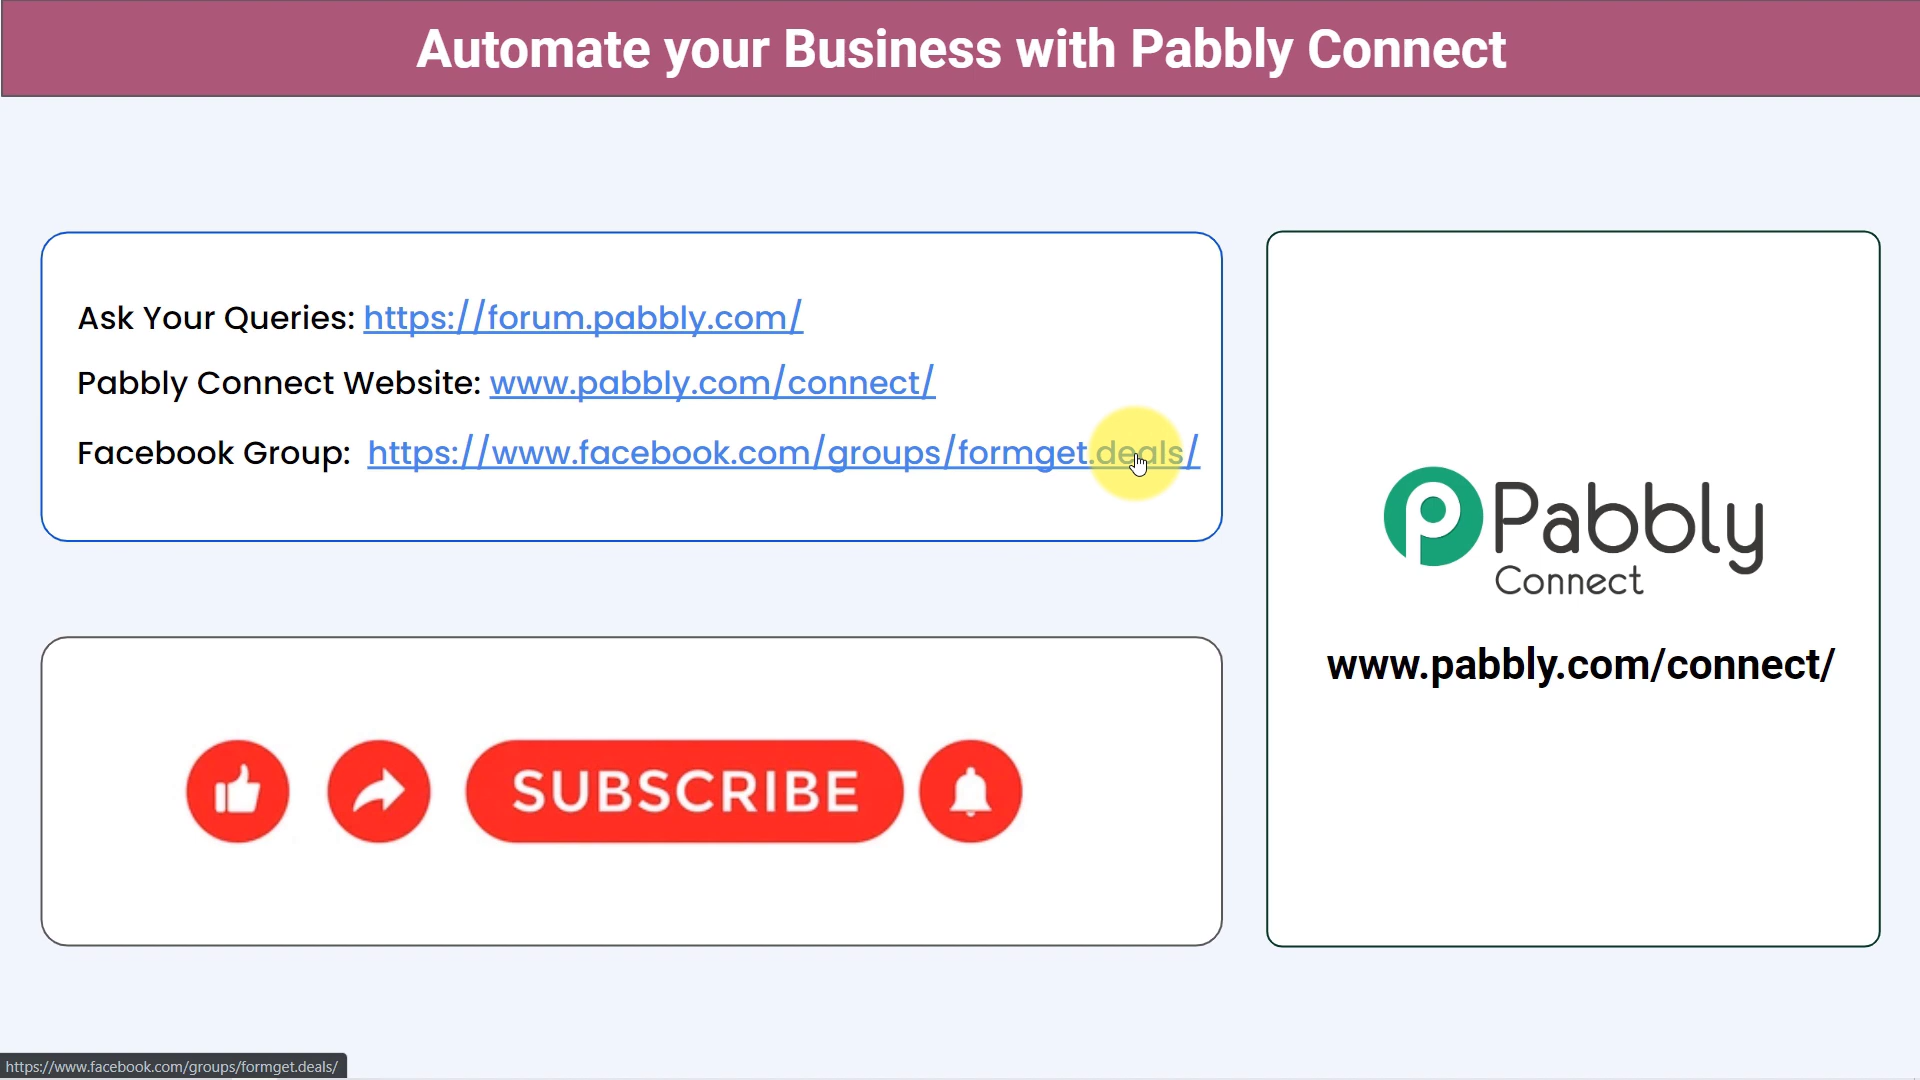 Automate your Business with Pabbly Connect
Ask Your Queries: https://forum.pabbly.com/
Pabbly Connect Website: www.pabbly.com/connect/
Facebook Group: https://www.facebook.com/groups/formget.deals/
Pabbly
Connect
www.pabbly.com/connect/
SUBSCRIBE
https://www.facebook.com/groups/formget.deals/